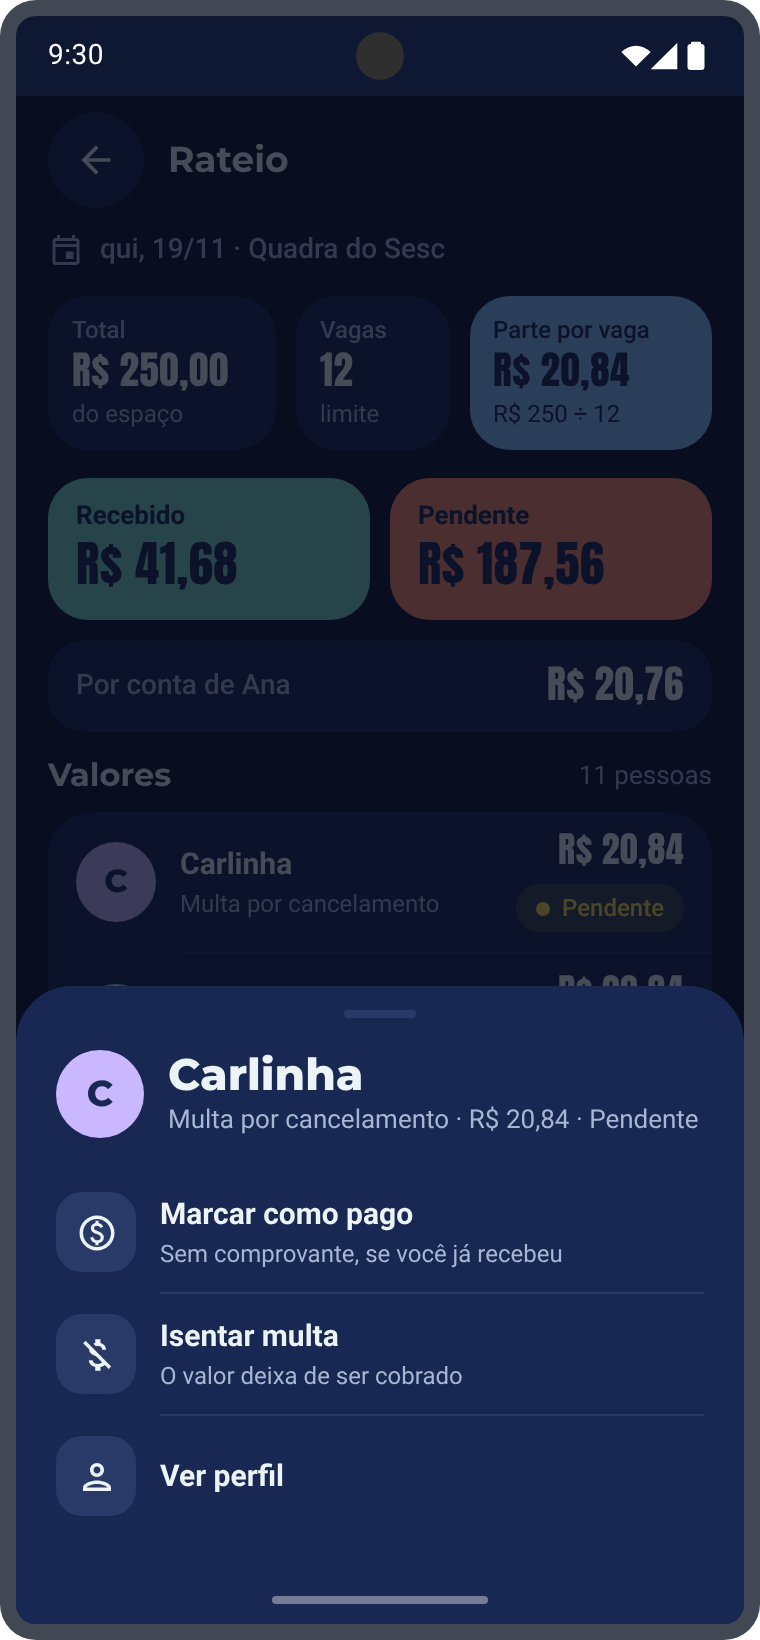 9:30
Rateio
qui, 19/11 · Quadra do Sesc
Total
R$ 250,00
do espaço
Vagas
12
limite
Parte por vaga
R$ 20,84
R$ 250 ÷ 12
Recebido
R$ 41,68
Pendente
R$ 187,56
Por conta de Ana
R$ 20,76
Valores
11 pessoas
C
Carlinha
Multa por cancelamento
R$ 20,84
Pendente
C
Carlinha
Multa por cancelamento · R$ 20,84 · Pendente
Marcar como pago
Sem comprovante, se você já recebeu
Isentar multa
O valor deixa de ser cobrado
Ver perfil